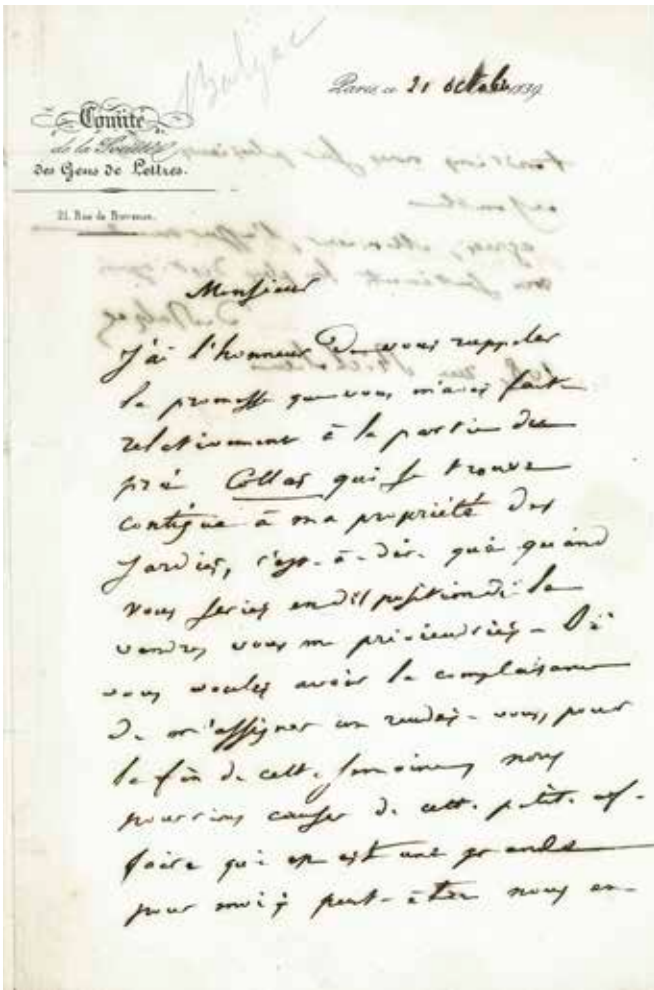 Balzac
Paris, ce 21 octobre 1839
Comité
de la Société
des Gens de Lettres.
21, Rue de Provence.
Monsieur
J'ai l'honneur de vous rappeler
la promesse que vous m'avez faite
relativement à la partie du
pré Collas qui se trouve
contigue à ma propriété des
Jardies, c'est-à-dire que quand
vous seriez en disposition de le
vendre, vous me préviendriez - Si
vous voulez avoir la complaisance
de m'assigner un rendez-vous, pour
la fin de cette semaine, nous
pourrions causer de cette petite af-
faire qui en est une grande
pour moi; peut-être nous en-